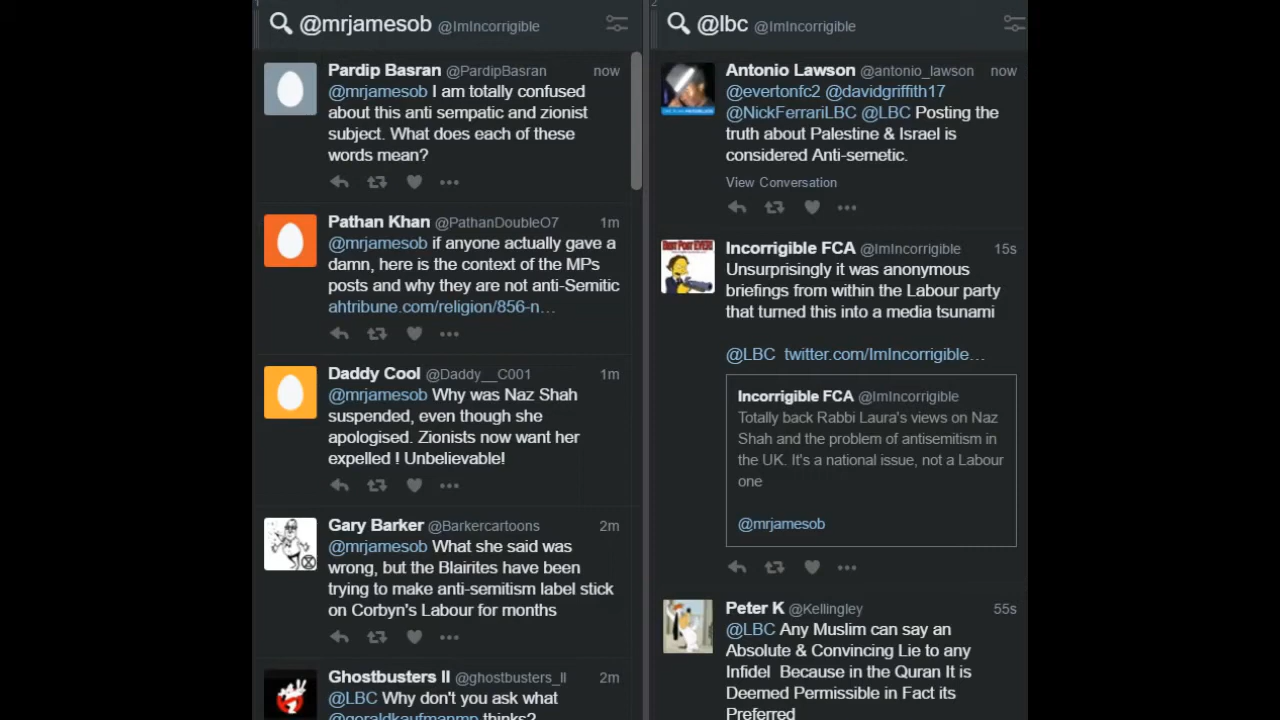 1
@mrjamesob @ImIncorrigible
Pardip Basran @PardipBasran now
@mrjamesob I am totally confused
about this anti sempatic and zionist
subject. What does each of these
words mean?
Pathan Khan @PathanDoubleO7 1m
@mrjamesob if anyone actually gave a
damn, here is the context of the MPs
posts and why they are not anti-Semitic
ahtribune.com/religion/856-n…
Daddy Cool @Daddy__C001 1m
@mrjamesob Why was Naz Shah
suspended, even though she
apologised. Zionists now want her
expelled ! Unbelievable!
Gary Barker @Barkercartoons 2m
@mrjamesob What she said was
wrong, but the Blairites have been
trying to make anti-semitism label stick
on Corbyn's Labour for months
Ghostbusters II @ghostbusters_II 2m
@LBC Why don't you ask what
@geraldkaufmanmp thinks?
2
@lbc @ImIncorrigible
Antonio Lawson @antonio_lawson now
@evertonfc2 @davidgriffith17
@NickFerrariLBC @LBC Posting the
truth about Palestine & Israel is
considered Anti-semetic.
View Conversation
BEST POST EVER!
Incorrigible FCA @ImIncorrigible 15s
Unsurprisingly it was anonymous
briefings from within the Labour party
that turned this into a media tsunami
@LBC twitter.com/ImIncorrigible…
Incorrigible FCA @ImIncorrigible
Totally back Rabbi Laura's views on Naz
Shah and the problem of antisemitism in
the UK. It's a national issue, not a Labour
one
@mrjamesob
Peter K @Kellingley 55s
@LBC Any Muslim can say an
Absolute & Convincing Lie to any
Infidel Because in the Quran It is
Deemed Permissible in Fact its
Preferred